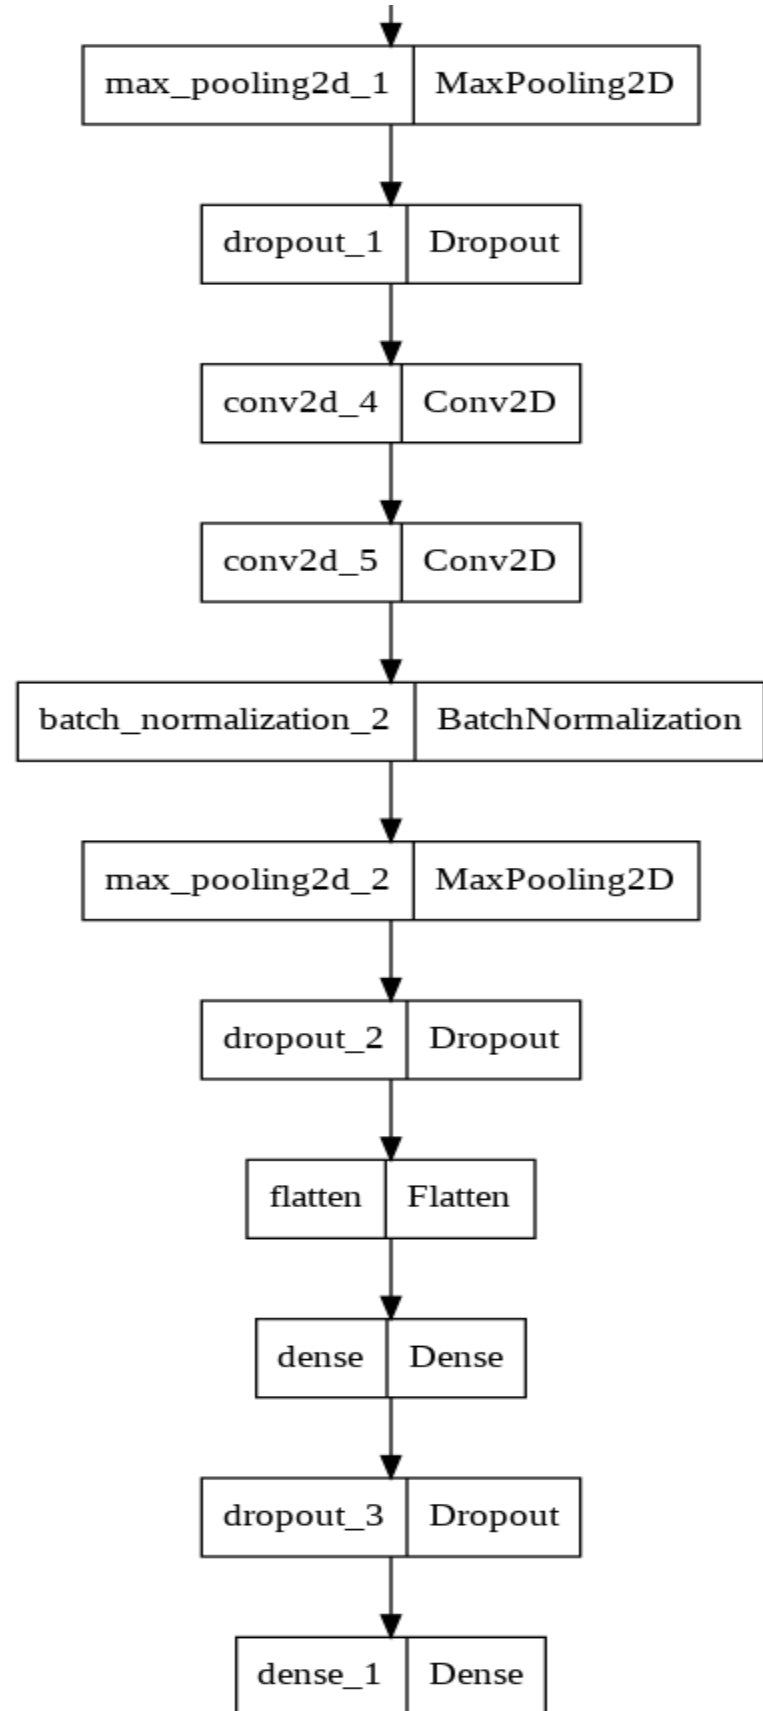 max_pooling2d_1 MaxPooling2D
dropout_1 Dropout
conv2d_4 Conv2D
conv2d_5 Conv2D
batch_normalization_2 BatchNormalization
max_pooling2d_2 MaxPooling2D
dropout_2 Dropout
flatten Flatten
dense Dense
dropout_3 Dropout
dense_1 Dense